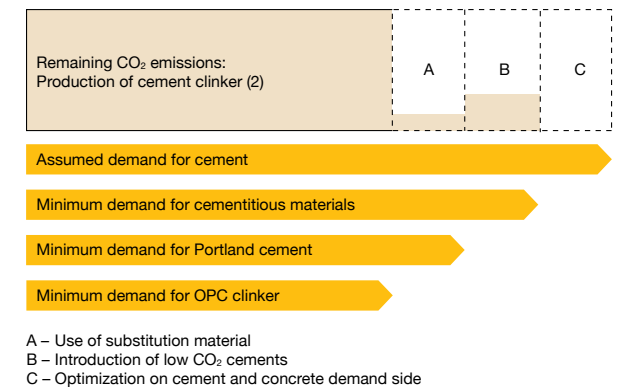 Remaining CO₂ emissions:
Production of cement clinker (2)
A
B
C
Assumed demand for cement
Minimum demand for cementitious materials
Minimum demand for Portland cement
Minimum demand for OPC clinker
A – Use of substitution material
B – Introduction of low CO₂ cements
C – Optimization on cement and concrete demand side